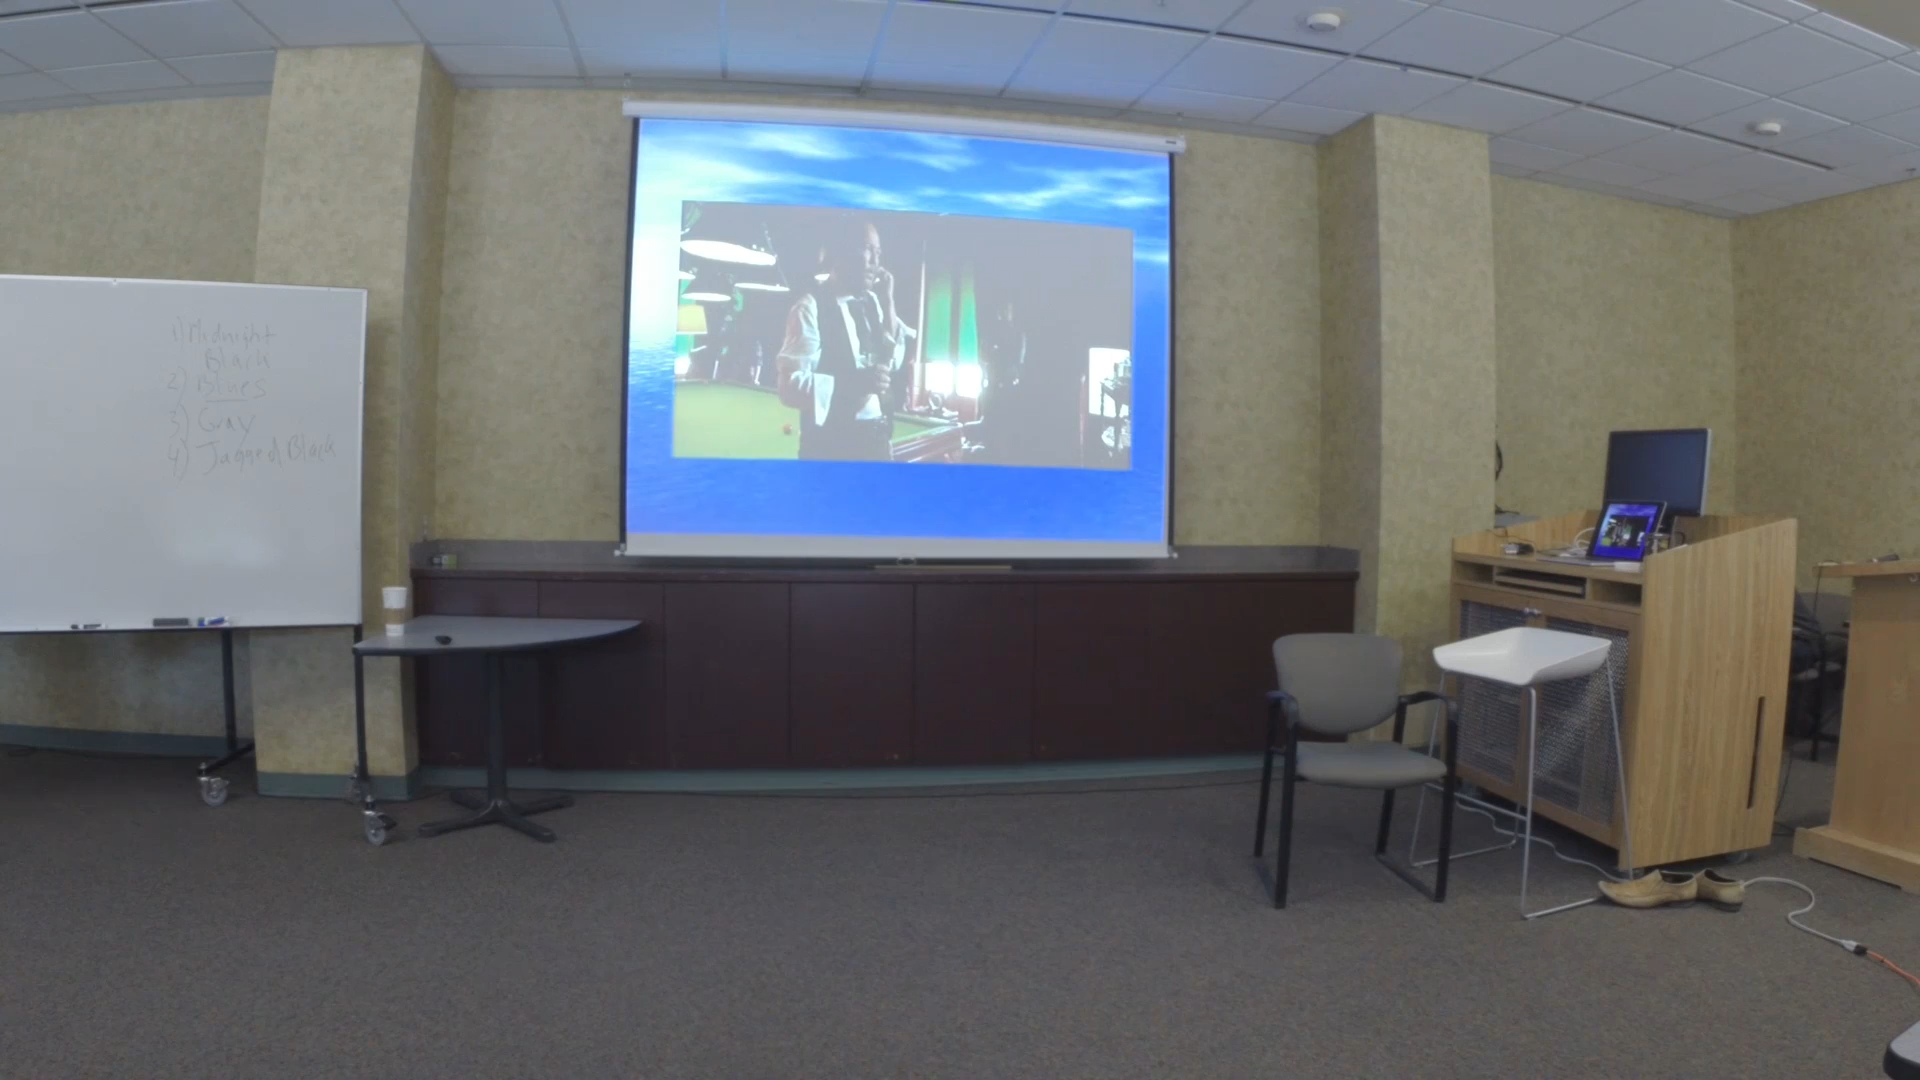 1) Midnight
Black
2) Blues
3) Gray
4) Jagged Black